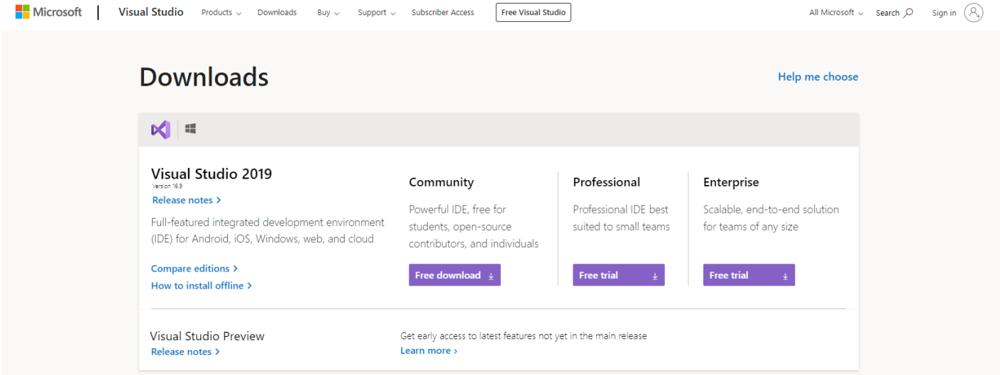 Microsoft Visual Studio Products Downloads Buy Support Subscriber Access Free Visual Studio All Microsoft Search Sign in
Downloads
Help me choose
Visual Studio 2019
Version 16.9
Release notes >
Full-featured integrated development environment
(IDE) for Android, iOS, Windows, web, and cloud
Compare editions >
How to install offline >
Community
Powerful IDE, free for
students, open-source
contributors, and individuals
Free download
Professional
Professional IDE best
suited to small teams
Free trial
Enterprise
Scalable, end-to-end solution
for teams of any size
Free trial
Visual Studio Preview
Release notes >
Get early access to latest features not yet in the main release
Learn more >